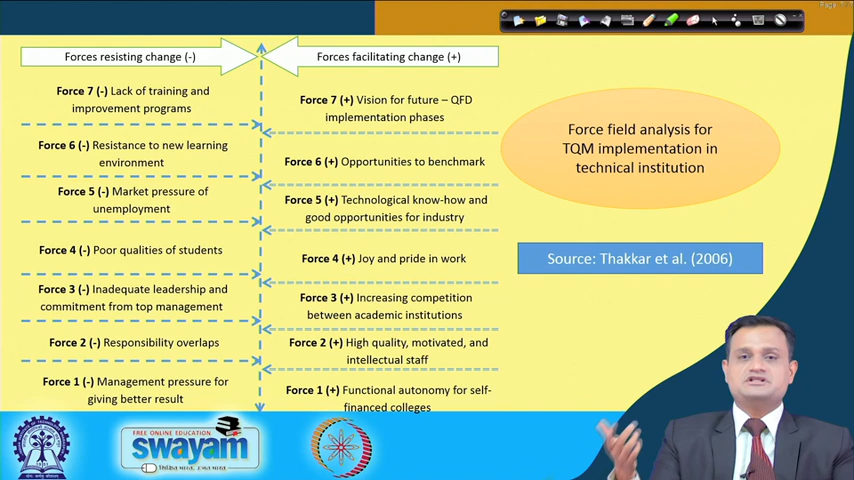 Forces resisting change (-)
Forces facilitating change (+)
Force 7 (-) Lack of training and
improvement programs
Force 6 (-) Resistance to new learning
environment
Force 5 (-) Market pressure of
unemployment
Force 4 (-) Poor qualities of students
Force 3 (-) Inadequate leadership and
commitment from top management
Force 2 (-) Responsibility overlaps
Force 1 (-) Management pressure for
giving better result
Force 7 (+) Vision for future – QFD
implementation phases
Force 6 (+) Opportunities to benchmark
Force 5 (+) Technological know-how and
good opportunities for industry
Force 4 (+) Joy and pride in work
Force 3 (+) Increasing competition
between academic institutions
Force 2 (+) High quality, motivated, and
intellectual staff
Force 1 (+) Functional autonomy for self-
financed colleges
Force field analysis for
TQM implementation in
technical institution
Source: Thakkar et al. (2006)
FREE ONLINE EDUCATION
swayam